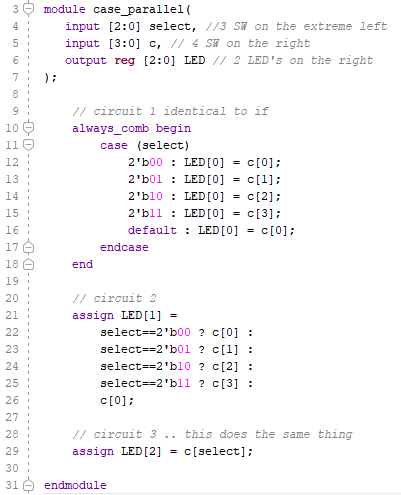 3 module case_parallel(
4 input [2:0] select, //3 SW on the extreme left
5 input [3:0] c, // 4 SW on the right
6 output reg [2:0] LED // 2 LED's on the right
7 );
8
9 // circuit 1 identical to if
10 always_comb begin
11 case (select)
12 2'b00 : LED[0] = c[0];
13 2'b01 : LED[0] = c[1];
14 2'b10 : LED[0] = c[2];
15 2'b11 : LED[0] = c[3];
16 default : LED[0] = c[0];
17 endcase
18 end
19
20 // circuit 2
21 assign LED[1] =
22 select==2'b00 ? c[0] :
23 select==2'b01 ? c[1] :
24 select==2'b10 ? c[2] :
25 select==2'b11 ? c[3] :
26 c[0];
27
28 // circuit 3 .. this does the same thing
29 assign LED[2] = c[select];
30
31 endmodule